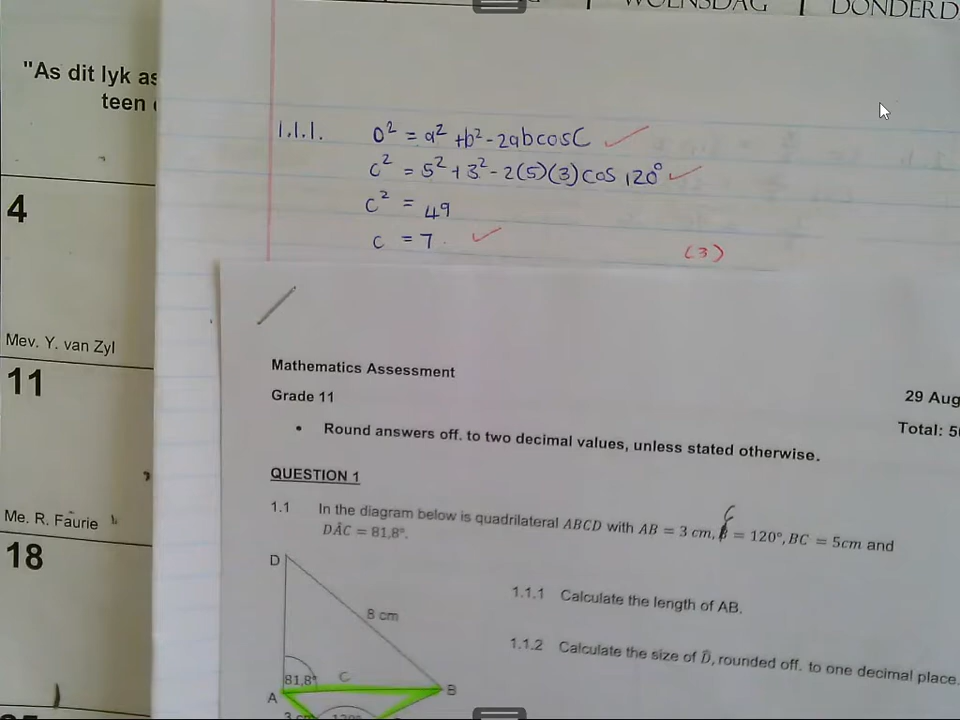 WOENSDAG
"As dit lyk as
teen
4
Mev. Y. van Zyl
11
Me. R. Faurie
18
1.1.1. 0² = a² + b² - 2abcosC
c² = 5² + 3² - 2(5)(3)cos 120°
c² = 49
c = 7
(3)
Mathematics Assessment
Grade 11
29 Aug
Total:
• Round answers off. to two decimal values, unless stated otherwise.
QUESTION 1
1.1 In the diagram below is quadrilateral ABCD with AB = 3 cm, Ĉ = 120°, BC = 5cm and
DÂC = 81,8°.
D
8 cm
1.1.1 Calculate the length of AB.
1.1.2 Calculate the size of D̂, rounded off. to one decimal place.
81,8° C
A B
120°